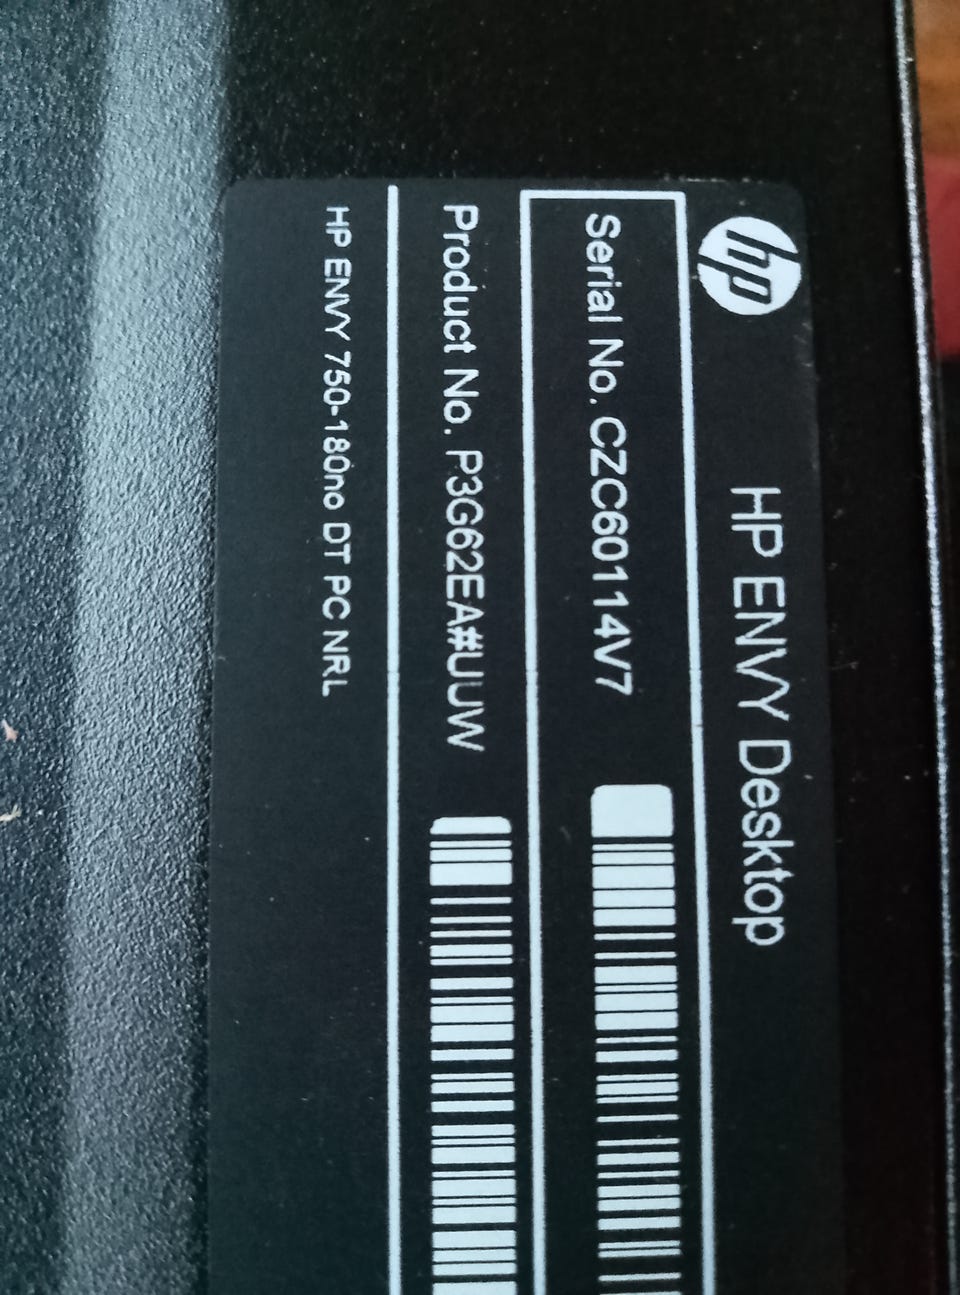 hp
HP ENVY Desktop
Serial No. CZC60114V7
Product No. P3G62EA#UUW
HP ENVY 750-180no DT PC NRL